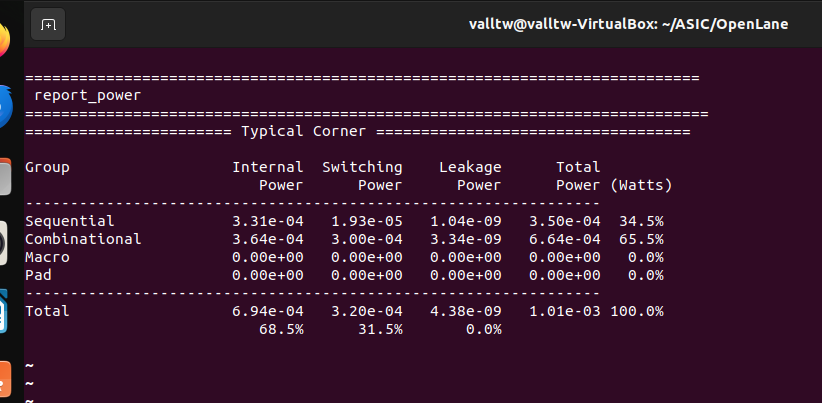 valltw@valltw-VirtualBox: ~/ASIC/OpenLane
===========================================================================
 report_power
============================================================================
======================= Typical Corner ===================================

Group                  Internal  Switching    Leakage      Total
                          Power      Power      Power      Power (Watts)
----------------------------------------------------------------
Sequential             3.31e-04   1.93e-05   1.04e-09   3.50e-04  34.5%
Combinational          3.64e-04   3.00e-04   3.34e-09   6.64e-04  65.5%
Macro                  0.00e+00   0.00e+00   0.00e+00   0.00e+00   0.0%
Pad                    0.00e+00   0.00e+00   0.00e+00   0.00e+00   0.0%
----------------------------------------------------------------
Total                  6.94e-04   3.20e-04   4.38e-09   1.01e-03 100.0%
                          68.5%      31.5%       0.0%

~
~
~